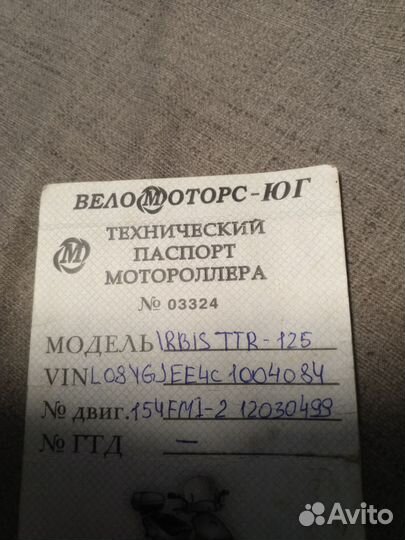 ВЕЛОМОТОРС-ЮГ
ТЕХНИЧЕСКИЙ
ПАСПОРТ
МОТОРОЛЛЕРА
№ 03324
МОДЕЛЬ IRBIS TTR-125
VIN L08YGJEE4C1004084
№ двиг. 154FMI-2 12030499
№ ГТД —
Avito